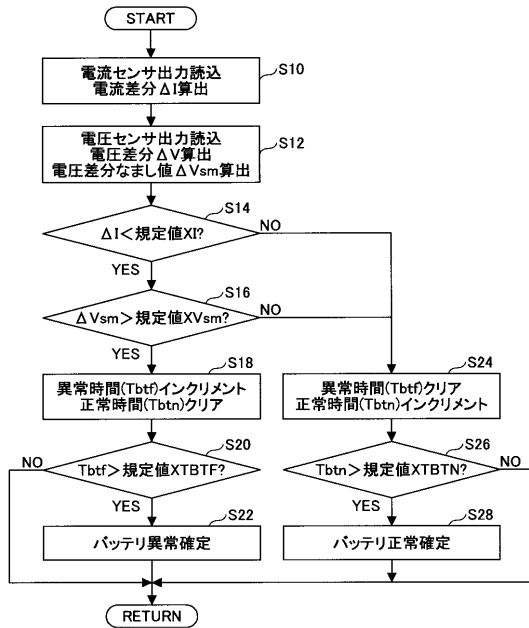 START
電流センサ出力読込
電流差分ΔI算出
S10
電圧センサ出力読込
電圧差分ΔV算出
電圧差分なまし値ΔVsm算出
S12
S14
ΔI<規定値XI?
NO
YES
S16
ΔVsm>規定値XVsm?
NO
YES
S18
異常時間(Tbtf)インクリメント
正常時間(Tbtn)クリア
S24
異常時間(Tbtf)クリア
正常時間(Tbtn)インクリメント
S20
NO
Tbtf>規定値XTBTF?
YES
S26
Tbtn>規定値XTBTN?
NO
YES
S22
バッテリ異常確定
S28
バッテリ正常確定
RETURN